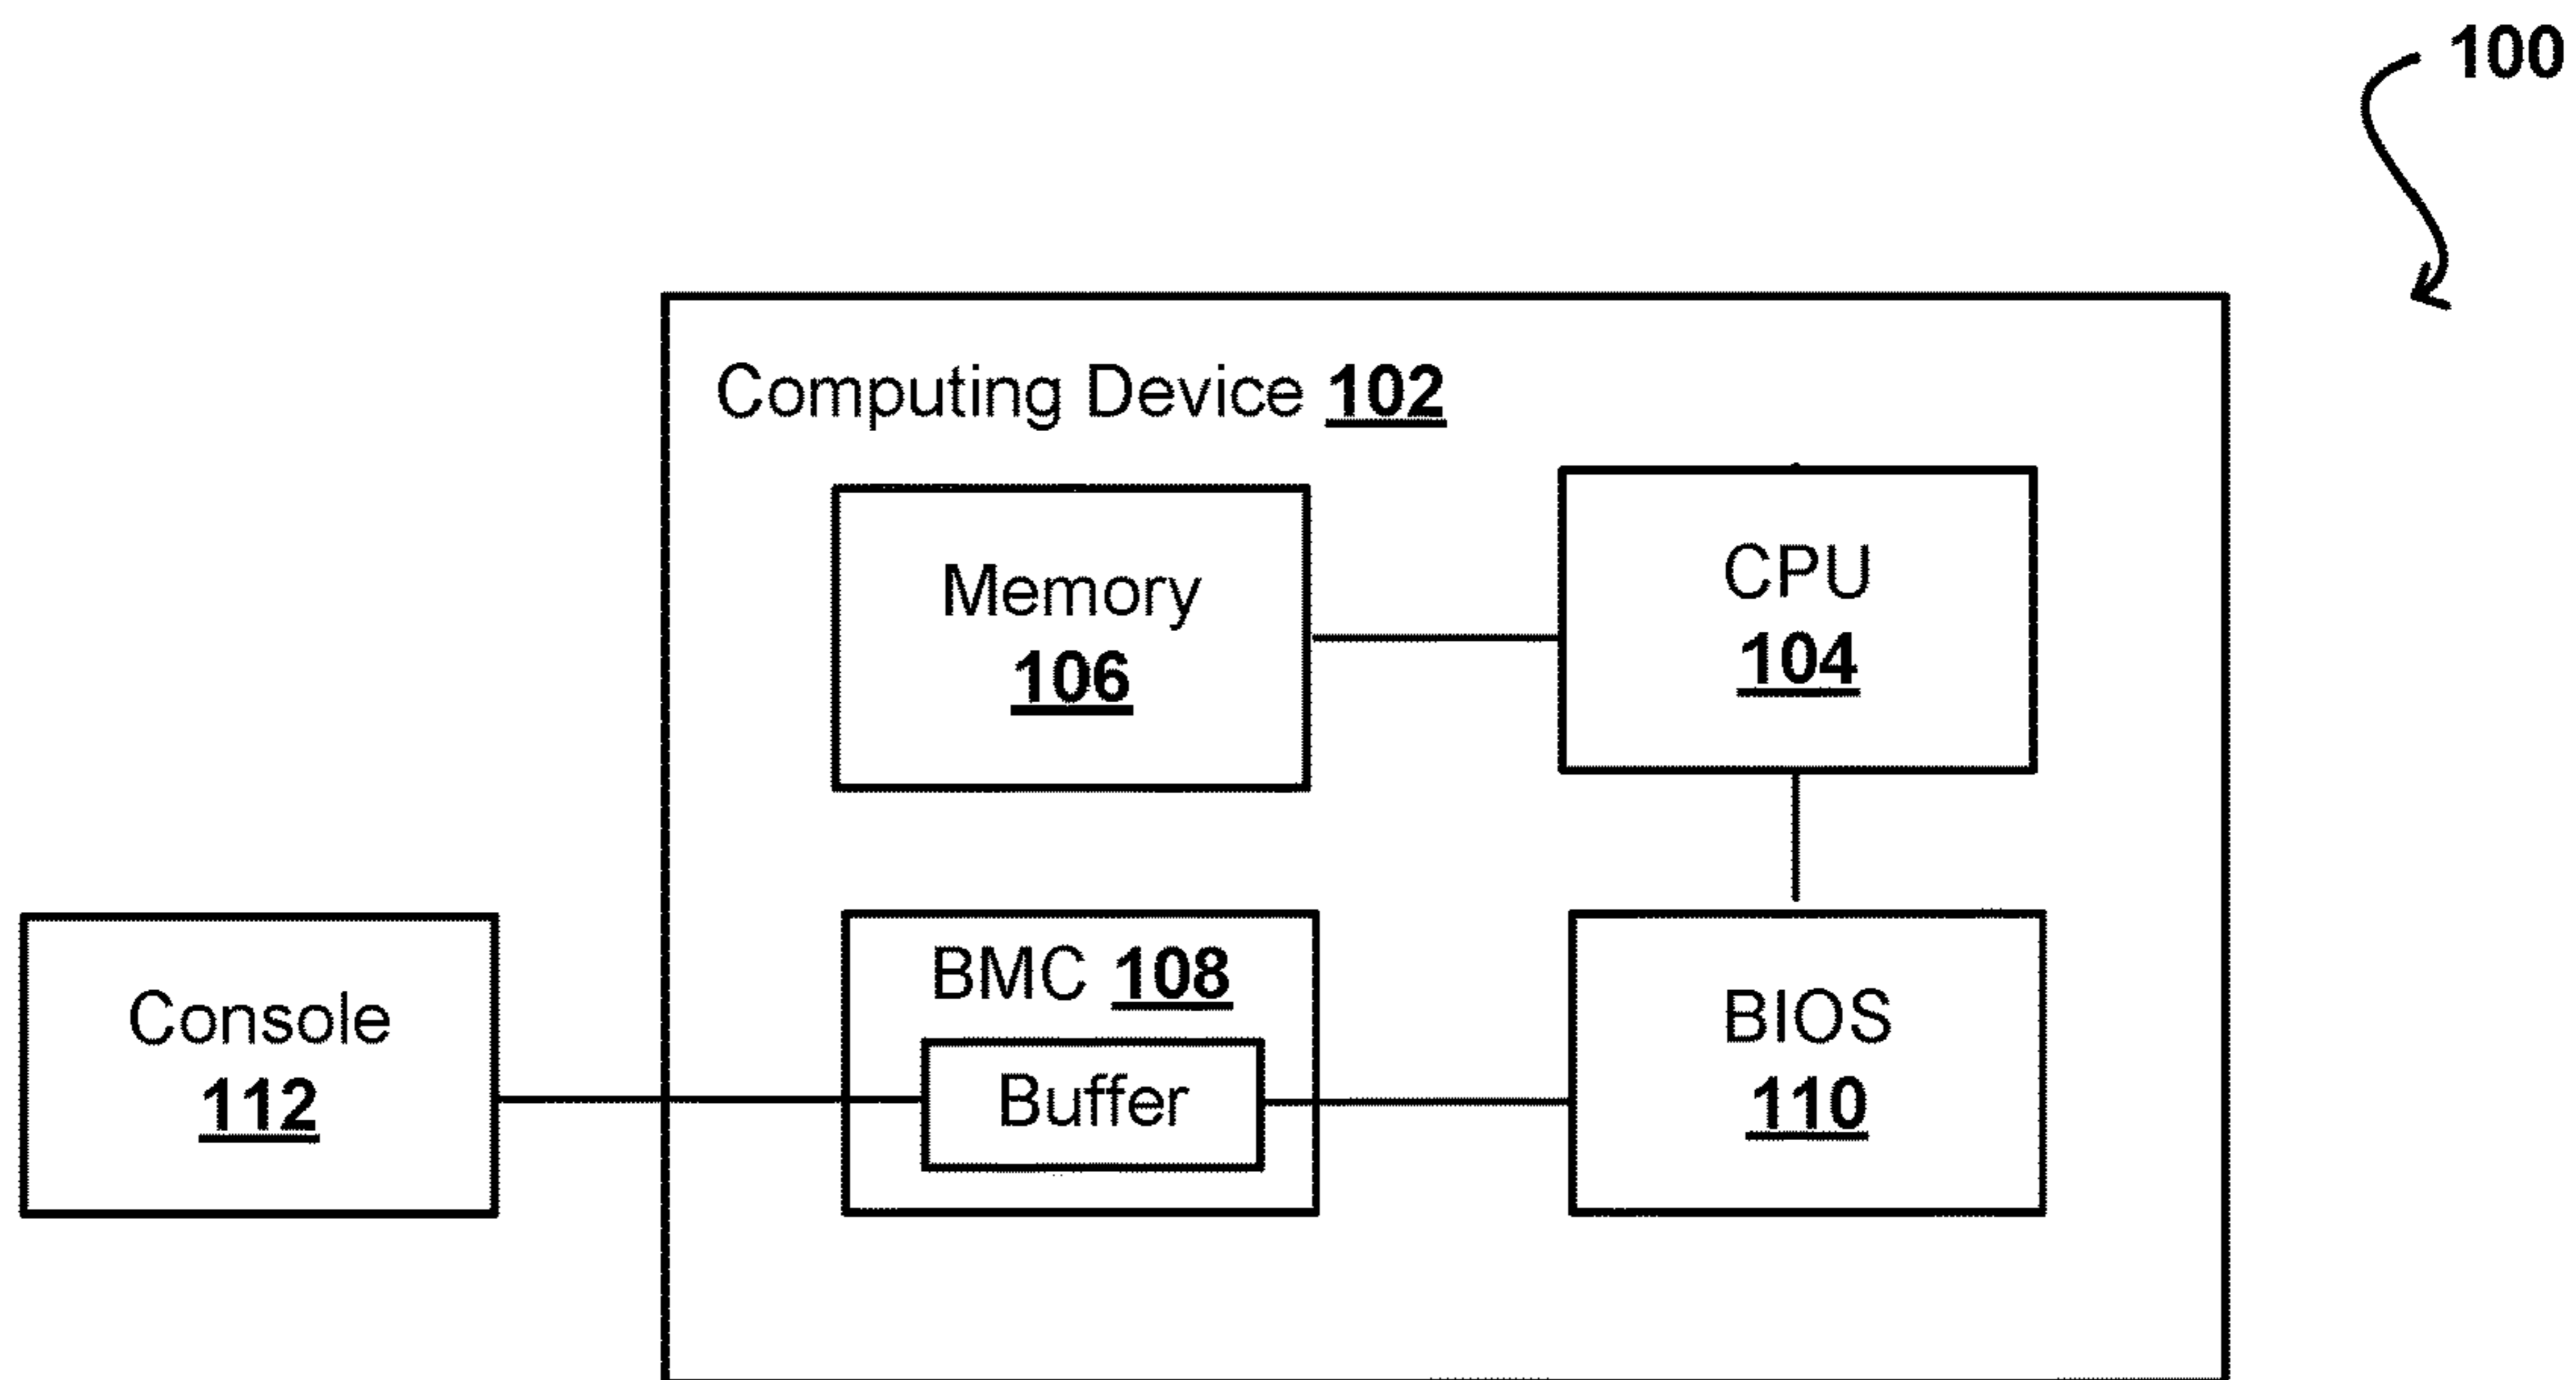 100
Computing Device 102
Memory
106
CPU
104
Console
112
BMC 108
Buffer
BIOS
110